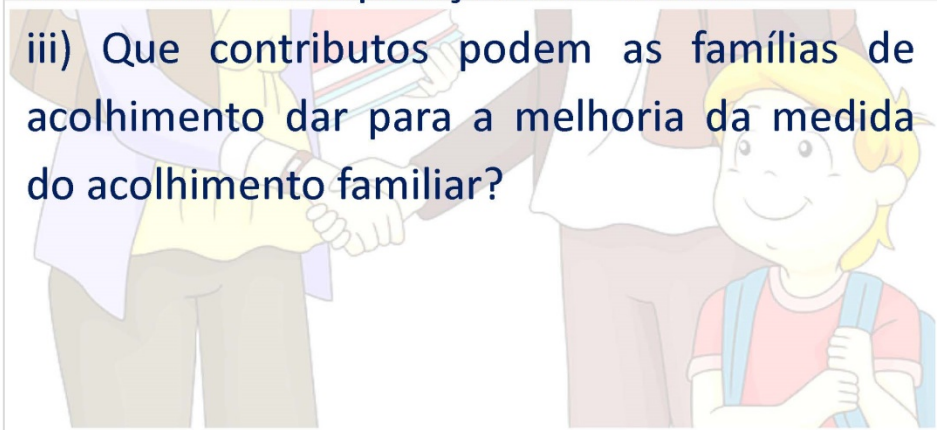 iii) Que contributos podem as famílias de
acolhimento dar para a melhoria da medida
do acolhimento familiar?